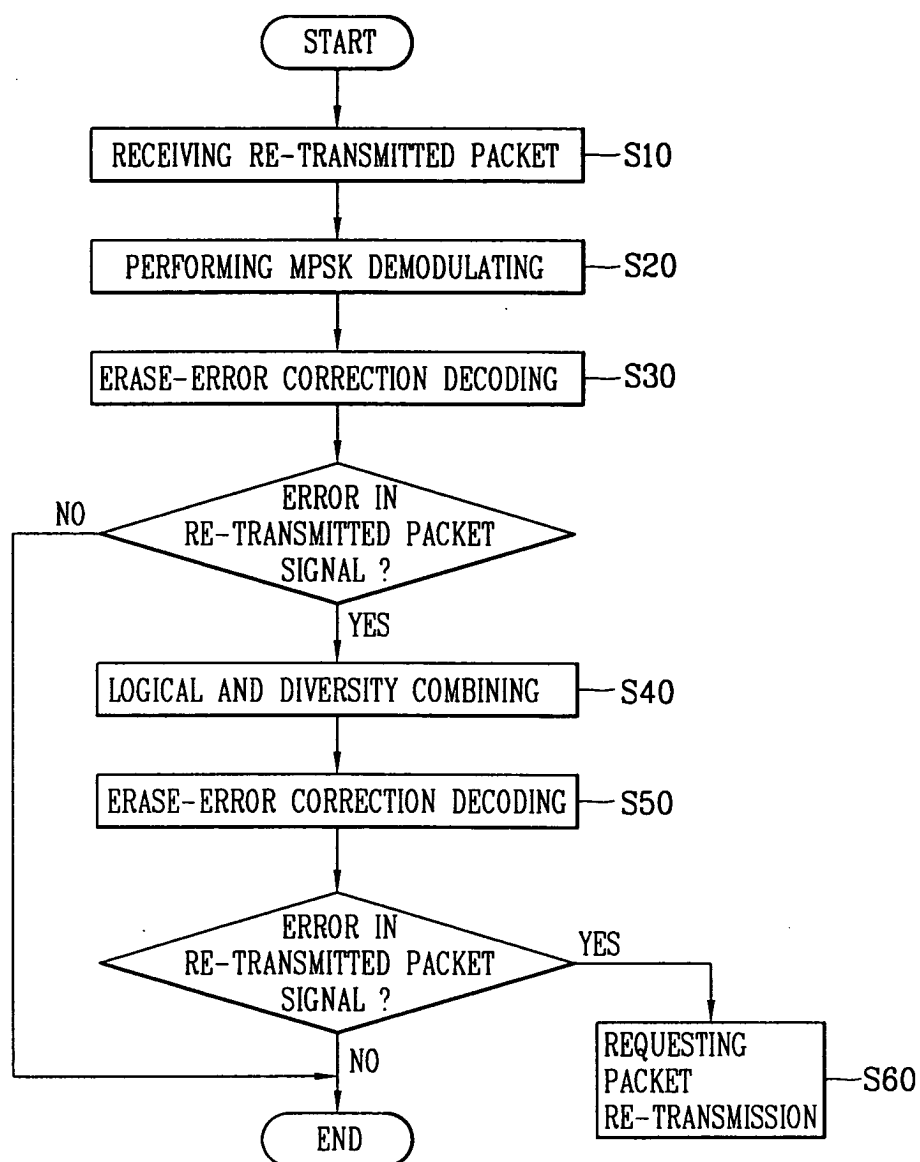 START
RECEIVING RE-TRANSMITTED PACKET
S10
PERFORMING MPSK DEMODULATING
S20
ERASE-ERROR CORRECTION DECODING
S30
NO
ERROR IN
RE-TRANSMITTED PACKET
SIGNAL ?
YES
LOGICAL AND DIVERSITY COMBINING
S40
ERASE-ERROR CORRECTION DECODING
S50
ERROR IN
RE-TRANSMITTED PACKET
SIGNAL ?
YES
NO
REQUESTING
PACKET
RE-TRANSMISSION
S60
END